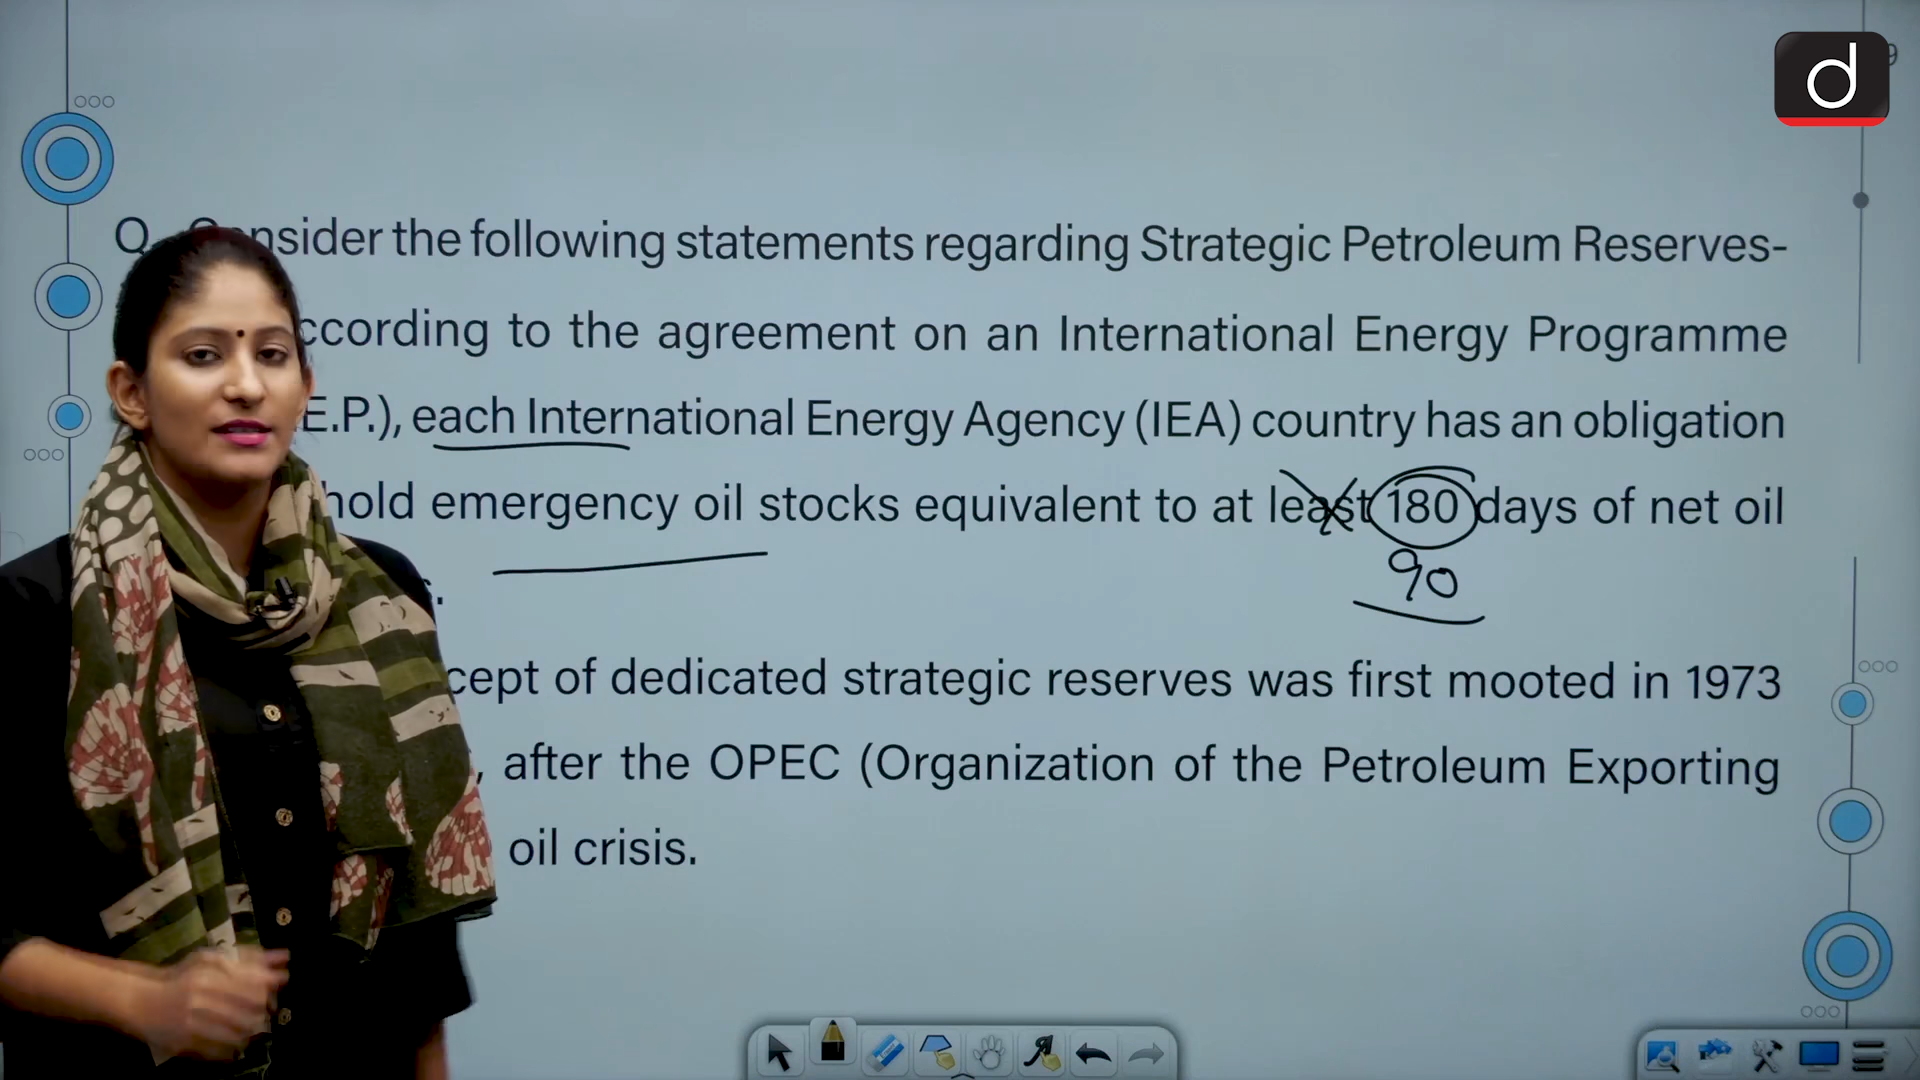 Q. Consider the following statements regarding Strategic Petroleum Reserves-
according to the agreement on an International Energy Programme
E.P.), each International Energy Agency (IEA) country has an obligation
hold emergency oil stocks equivalent to at least 180 days of net oil
90
cept of dedicated strategic reserves was first mooted in 1973
, after the OPEC (Organization of the Petroleum Exporting
oil crisis.
d
9